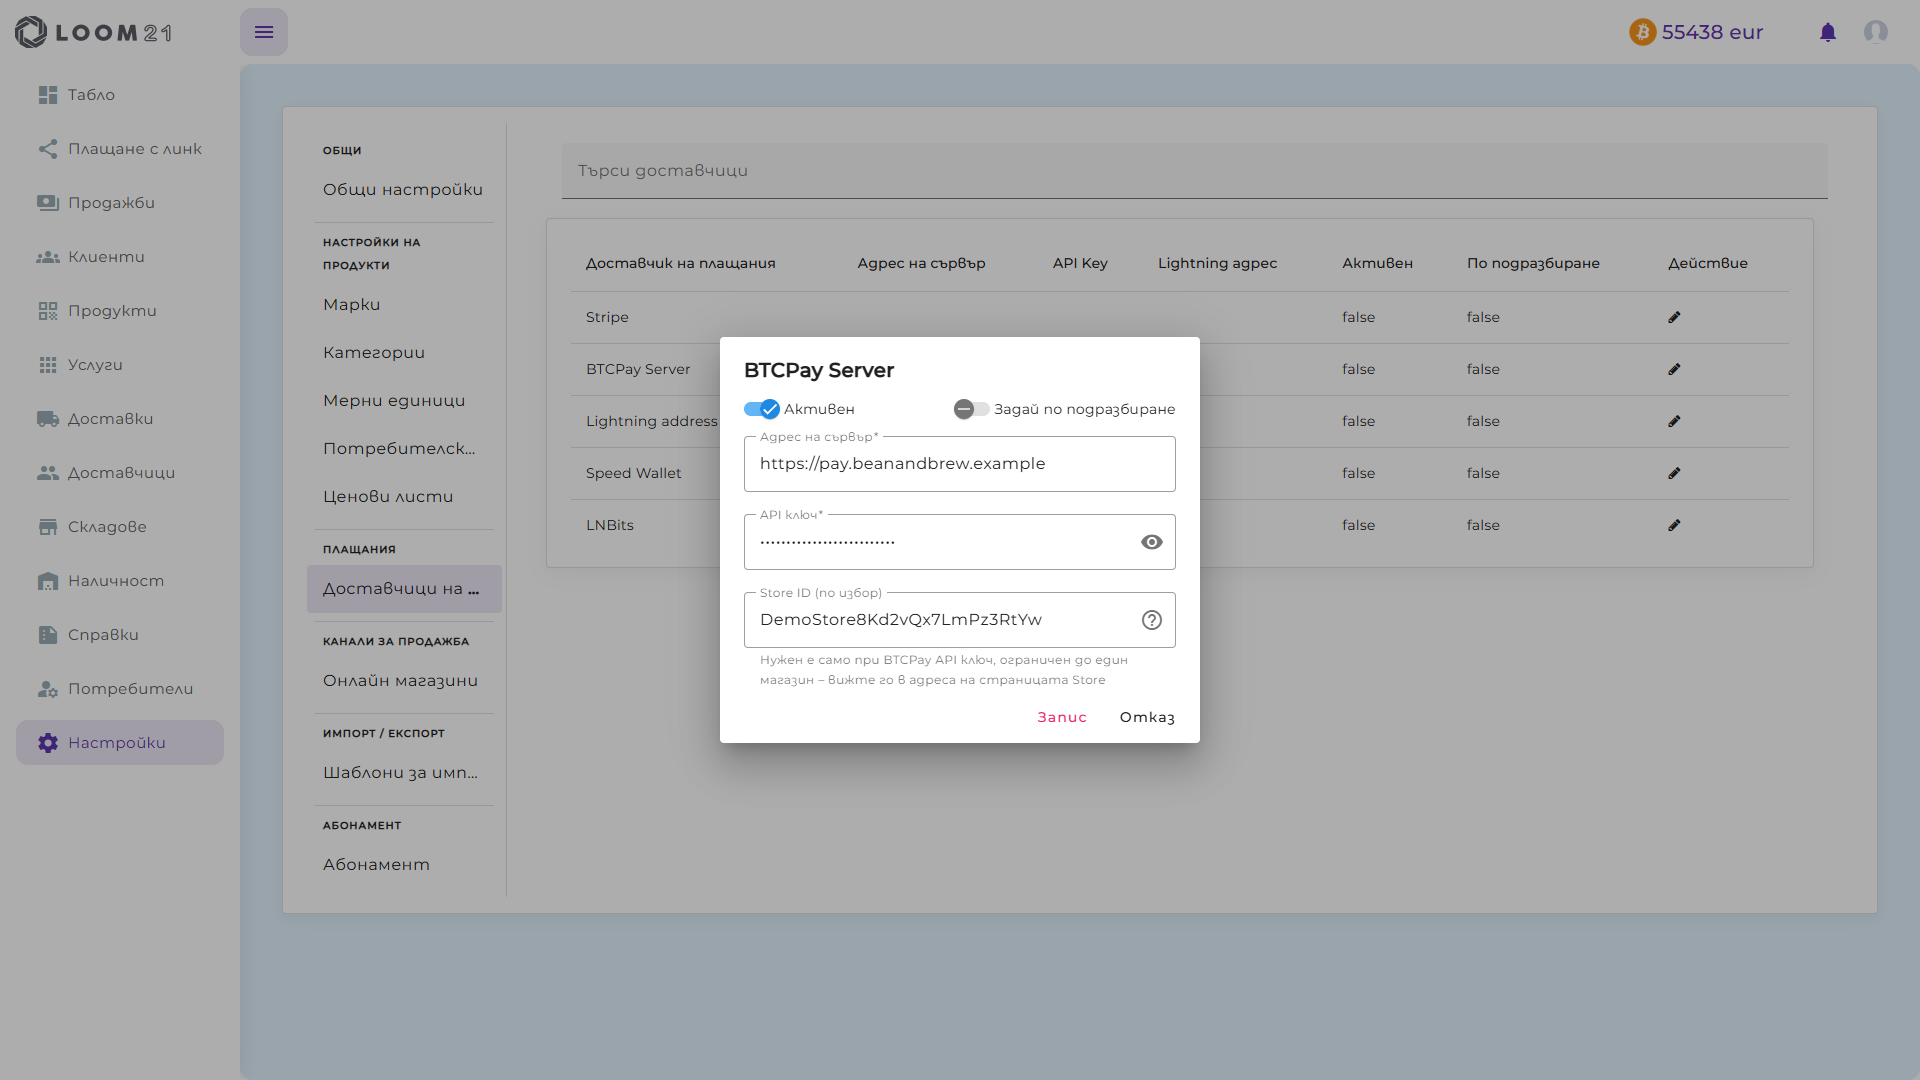 LOOM21
55438 eur
Табло
Плащане с линк
Продажби
Клиенти
Продукти
Услуги
Доставки
Доставчици
Складове
Наличност
Справки
Потребители
Настройки
ОБЩИ
Общи настройки
НАСТРОЙКИ НА
ПРОДУКТИ
Марки
Категории
Мерни единици
Потребителск...
Ценови листи
ПЛАЩАНИЯ
Доставчици на ...
КАНАЛИ ЗА ПРОДАЖБА
Онлайн магазини
ИМПОРТ / ЕКСПОРТ
Шаблони за имп...
АБОНАМЕНТ
Абонамент
Търси доставчици
Доставчик на плащания Адрес на сървър API Key Lightning адрес Активен По подразбиране Действие
Stripe false false
BTCPay Server false false
Lightning address false false
Speed Wallet false false
LNBits false false
BTCPay Server
Активен Задай по подразбиране
Адрес на сървър*
https://pay.beanandbrew.example
API ключ*
••••••••••••••••••••••••••
Store ID (по избор)
DemoStore8Kd2vQx7LmPz3RtYw
Нужен е само при BTCPay API ключ, ограничен до един
магазин – вижте го в адреса на страницата Store
Запис Отказ